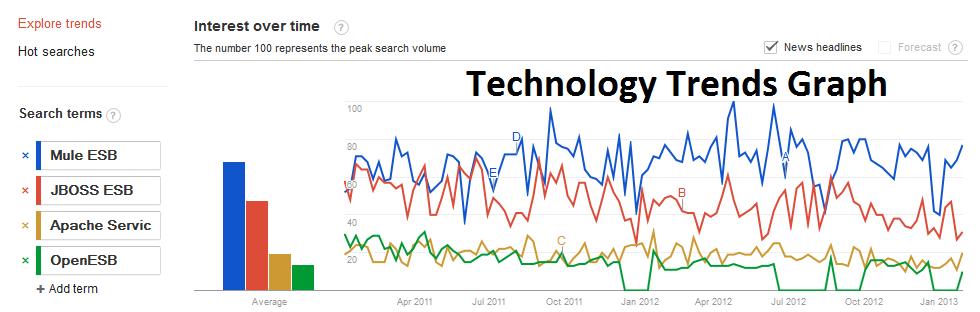 Explore trends
Hot searches
Search terms ?
× Mule ESB
× JBOSS ESB
× Apache Servic
× OpenESB
+ Add term
Interest over time ?
The number 100 represents the peak search volume
News headlines
Forecast ?
Technology Trends Graph
100
80
60
40
20
D
E
A
B
C
Average
Apr 2011
Jul 2011
Oct 2011
Jan 2012
Apr 2012
Jul 2012
Oct 2012
Jan 2013